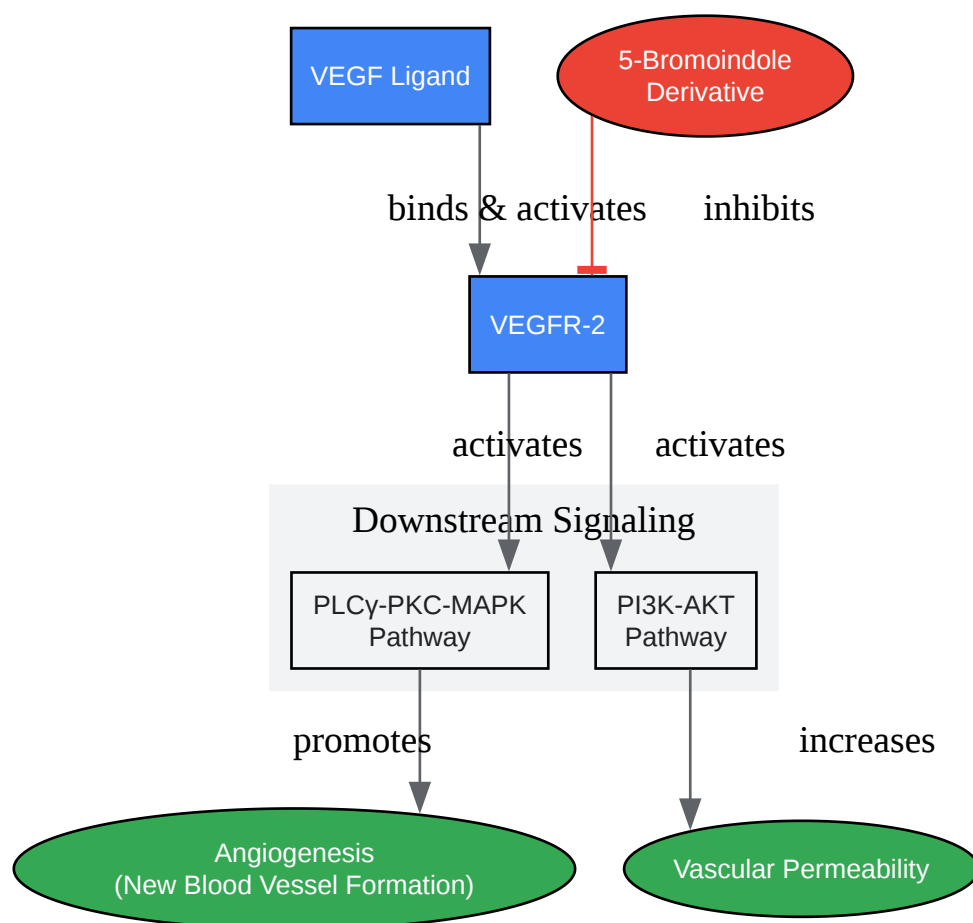 VEGF Ligand
5-Bromoindole
Derivative
binds & activates
inhibits
VEGFR-2
activates
activates
Downstream Signaling
PLCγ-PKC-MAPK
Pathway
PI3K-AKT
Pathway
promotes
increases
Angiogenesis
(New Blood Vessel Formation)
Vascular Permeability